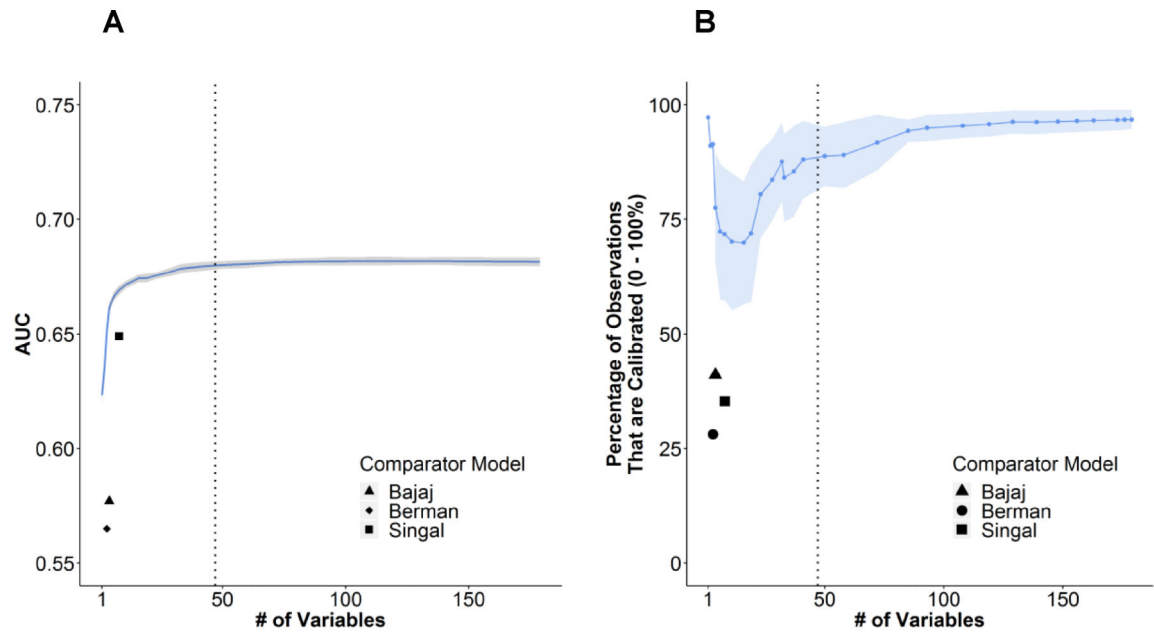 A
0.75
0.70
0.65
0.60
0.55
AUC
1
50
100
150
# of Variables
Comparator Model
Bajaj
Berman
Singal
B
100
75
50
25
0
Percentage of Observations
That are Calibrated (0 - 100%)
1
50
100
150
# of Variables
Comparator Model
Bajaj
Berman
Singal